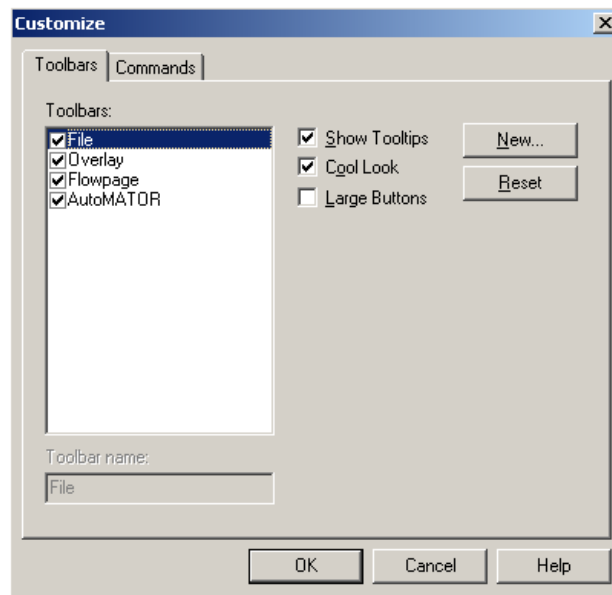 Customize
Toolbars Commands
Toolbars:
File
Overlay
Flowpage
AutoMATOR
Show Tooltips
Cool Look
Large Buttons
New...
Reset
Toolbar name:
File
OK Cancel Help